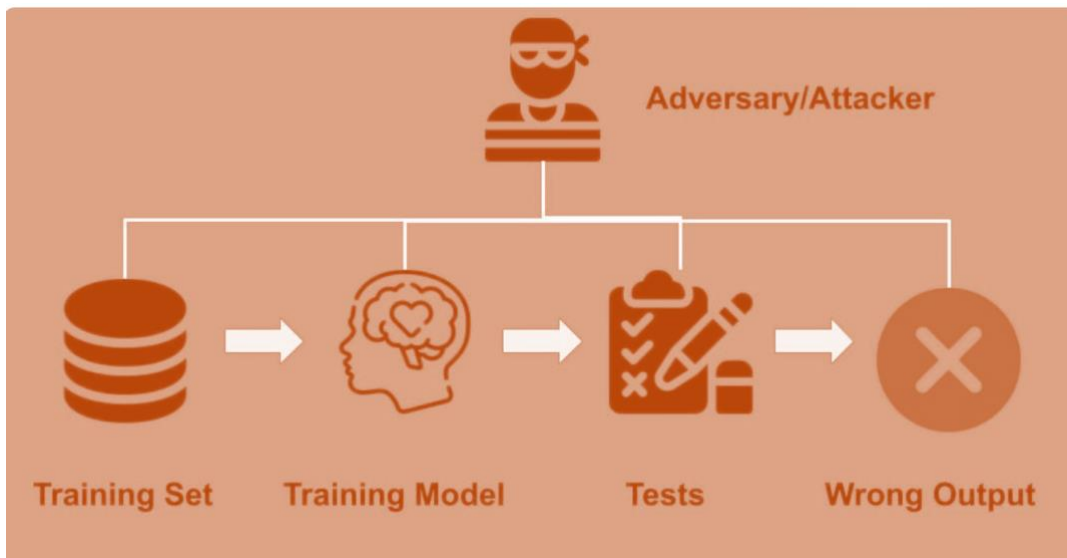 Adversary/Attacker
Training Set
Training Model
Tests
Wrong Output